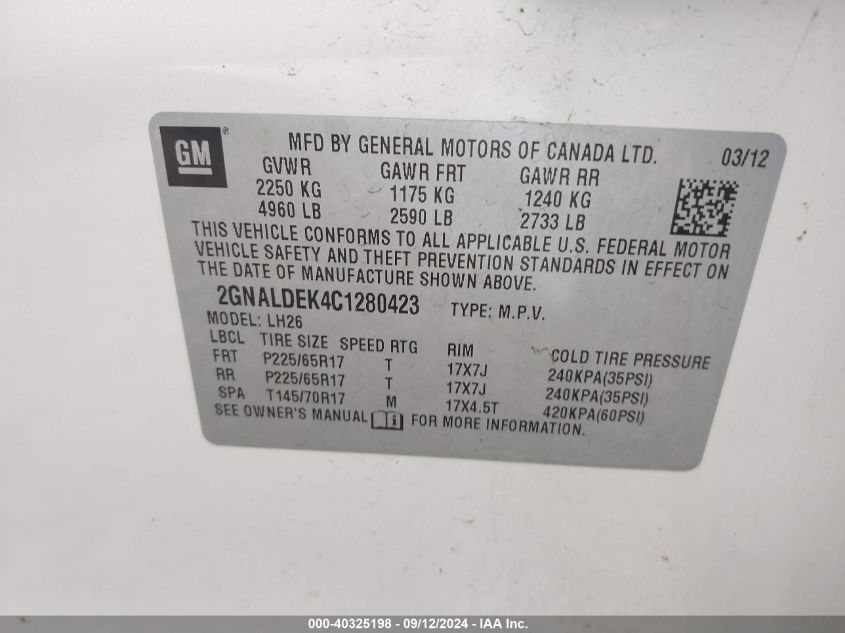 GM ®
MFD BY GENERAL MOTORS OF CANADA LTD. 03/12
GVWR GAWR FRT GAWR RR
2250 KG 1175 KG 1240 KG
4960 LB 2590 LB 2733 LB
THIS VEHICLE CONFORMS TO ALL APPLICABLE U.S. FEDERAL MOTOR
VEHICLE SAFETY AND THEFT PREVENTION STANDARDS IN EFFECT ON
THE DATE OF MANUFACTURE SHOWN ABOVE.
2GNALDEK4C1280423 TYPE: M.P.V.
MODEL: LH26
LBCL TIRE SIZE SPEED RTG RIM COLD TIRE PRESSURE
FRT P225/65R17 T 17X7J 240KPA(35PSI)
RR P225/65R17 T 17X7J 240KPA(35PSI)
SPA T145/70R17 M 17X4.5T 420KPA(60PSI)
SEE OWNER'S MANUAL i FOR MORE INFORMATION.
000-40325198 - 09/12/2024 - IAA Inc.